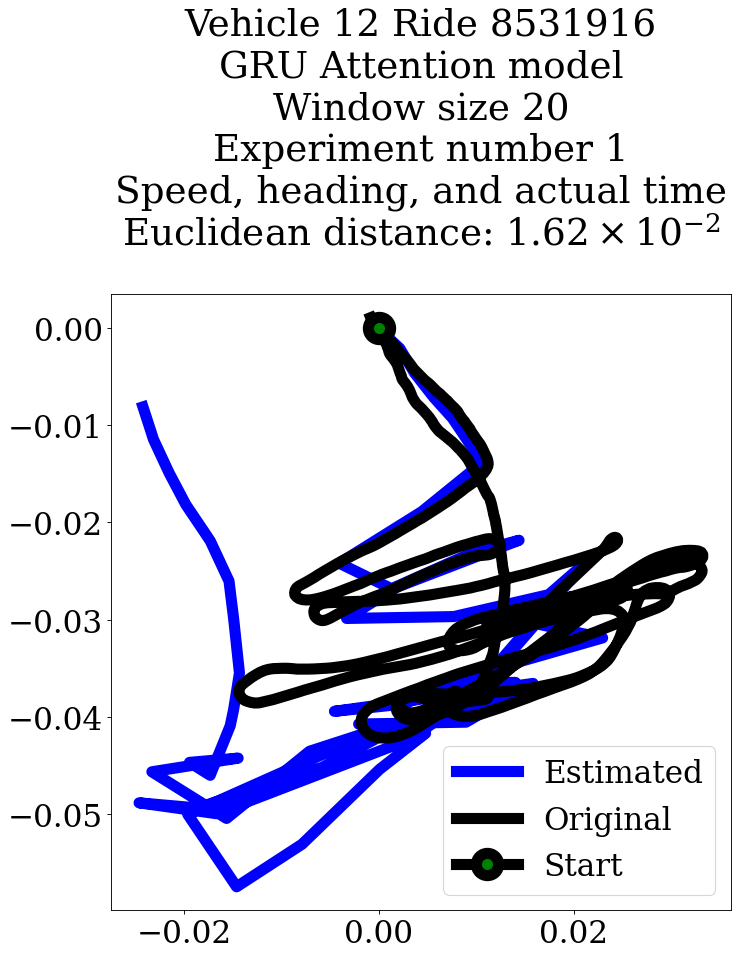 Vehicle 12 Ride 8531916
GRU Attention model
Window size 20
Experiment number 1
Speed, heading, and actual time
Euclidean distance: 1.62 × 10⁻²
0.00
−0.01
−0.02
−0.03
−0.04
−0.05
Estimated
Original
Start
−0.02
0.00
0.02